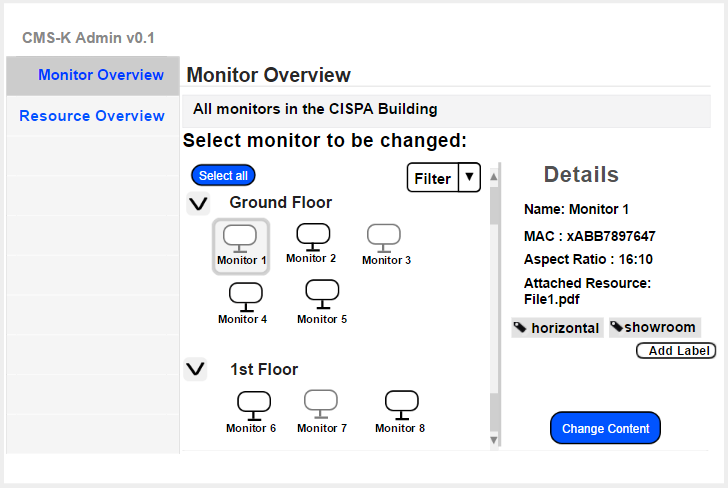 CMS-K Admin v0.1
Monitor Overview
Resource Overview
Monitor Overview
All monitors in the CISPA Building
Select monitor to be changed:
Select all
Filter
Ground Floor
Monitor 1
Monitor 2
Monitor 3
Monitor 4
Monitor 5
1st Floor
Monitor 6
Monitor 7
Monitor 8
Details
Name: Monitor 1
MAC : xABB7897647
Aspect Ratio : 16:10
Attached Resource:
File1.pdf
horizontal
showroom
Add Label
Change Content